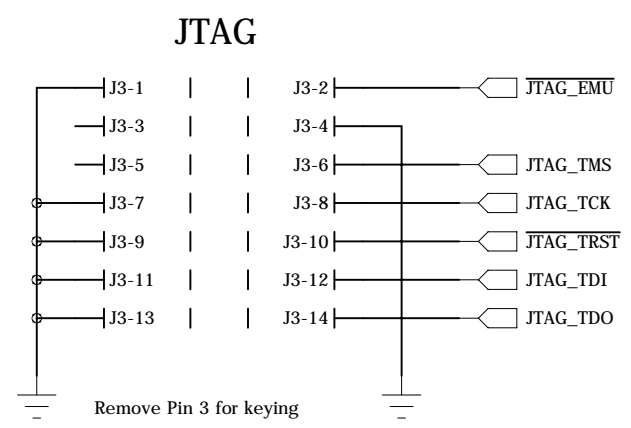 JTAG
J3-1 J3-2 JTAG_EMU
J3-3 J3-4
J3-5 J3-6 JTAG_TMS
J3-7 J3-8 JTAG_TCK
J3-9 J3-10 JTAG_TRST
J3-11 J3-12 JTAG_TDI
J3-13 J3-14 JTAG_TDO
Remove Pin 3 for keying